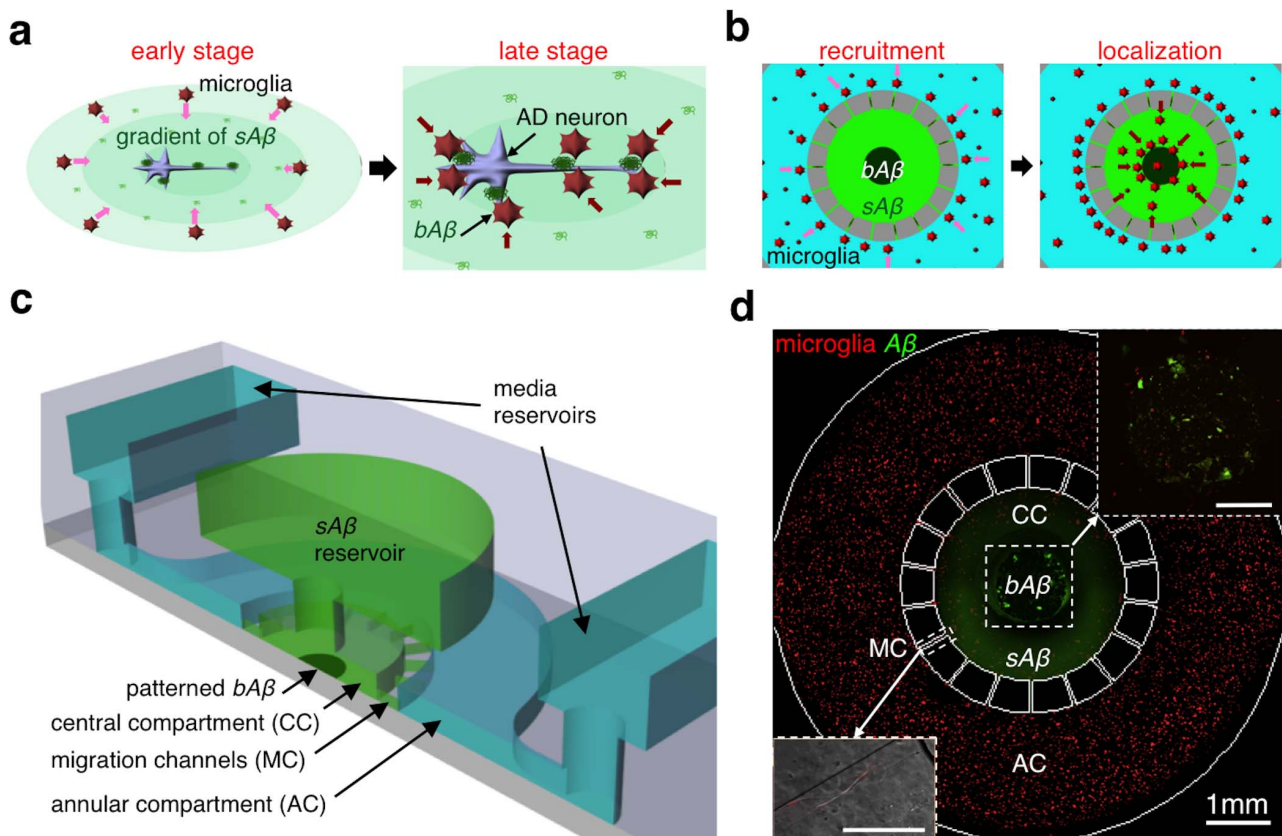 a
early stage
microglia
gradient of sAβ
late stage
AD neuron
bAβ
b
recruitment
localization
bAβ
sAβ
microglia
c
media
reservoirs
sAβ
reservoir
patterned bAβ
central compartment (CC)
migration channels (MC)
annular compartment (AC)
d
microglia Aβ
CC
bAβ
MC
sAβ
AC
1mm